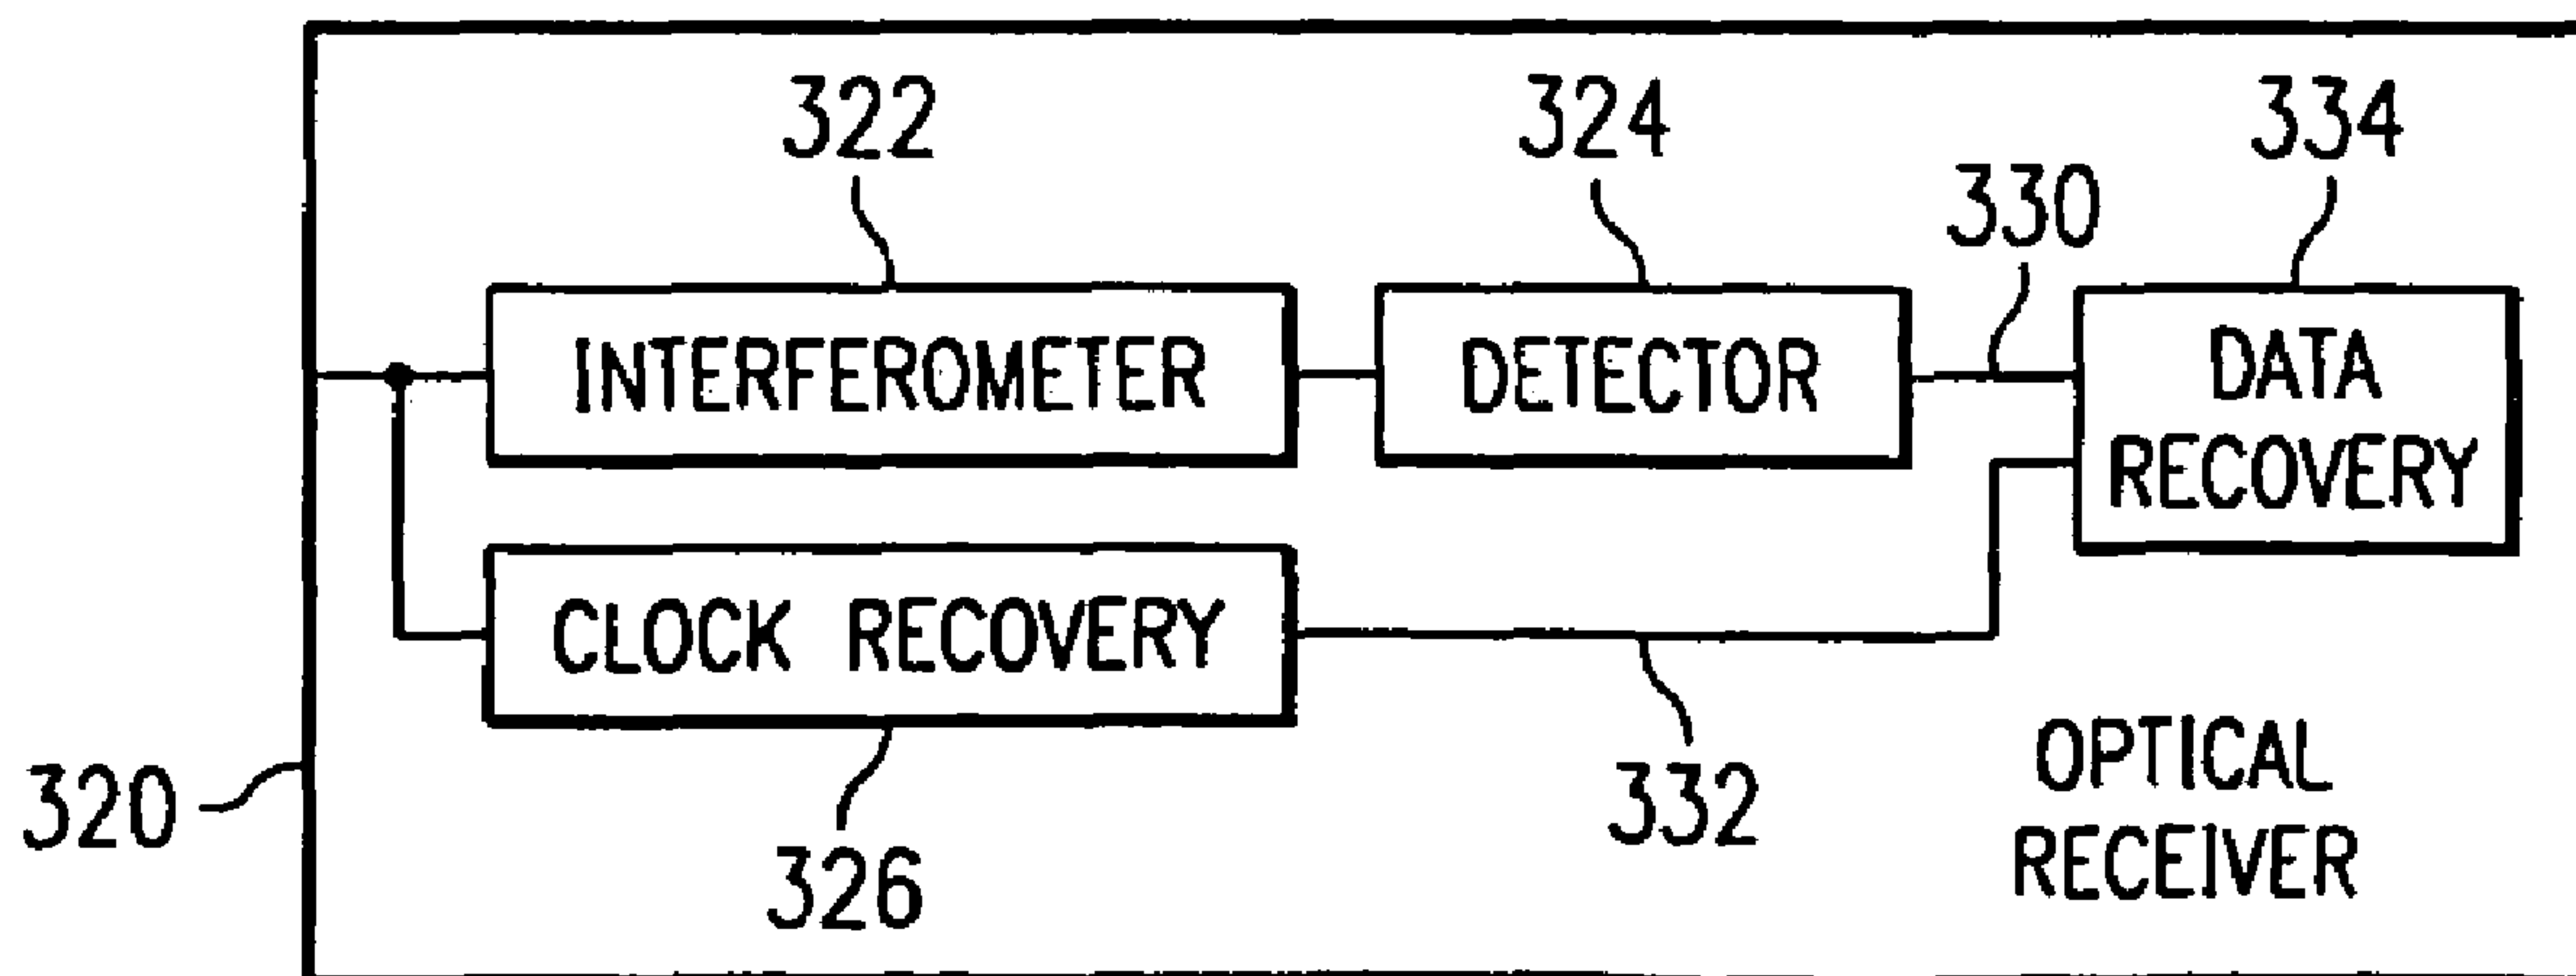 322
324
334
330
INTERFEROMETER
DETECTOR
DATA
RECOVERY
CLOCK RECOVERY
320
326
332
OPTICAL
RECEIVER